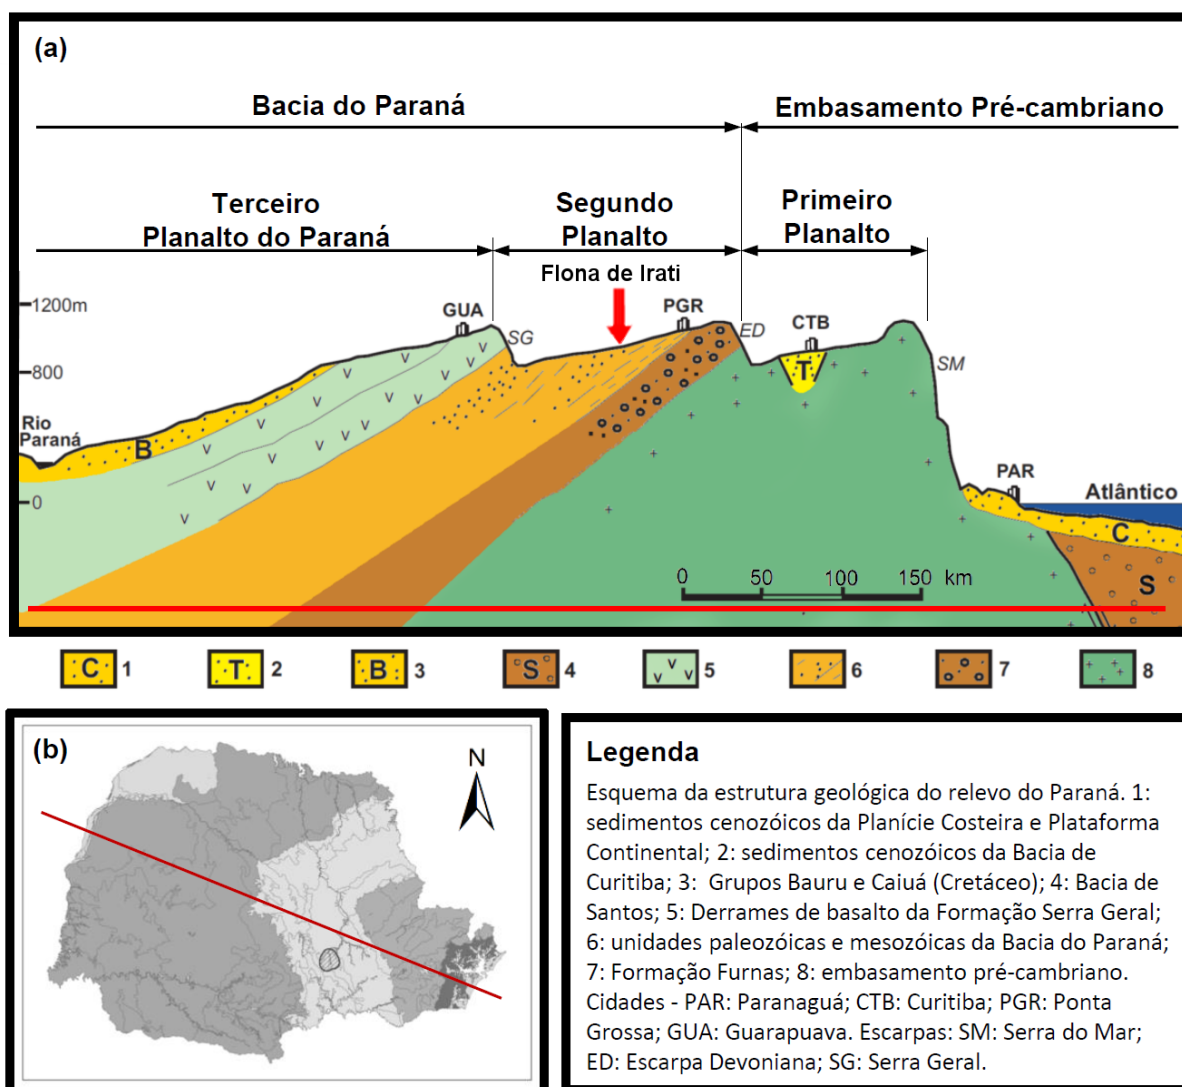 (a)
Bacia do Paraná
Embasamento Pré-cambriano
Terceiro
Planalto do Paraná
Segundo
Planalto
Primeiro
Planalto
Flona de Irati
1200m
GUA
SG
PGR
ED
CTB
T
SM
800
Rio
Paraná
B
0
PAR
Atlântico
C
S
0 50 100 150 km
C 1 T 2 B 3 S 4 v v v 5 6 7 8
(b)
N
Legenda
Esquema da estrutura geológica do relevo do Paraná. 1:
sedimentos cenozóicos da Planície Costeira e Plataforma
Continental; 2: sedimentos cenozóicos da Bacia de
Curitiba; 3: Grupos Bauru e Caiuá (Cretáceo); 4: Bacia de
Santos; 5: Derrames de basalto da Formação Serra Geral;
6: unidades paleozóicas e mesozóicas da Bacia do Paraná;
7: Formação Furnas; 8: embasamento pré-cambriano.
Cidades - PAR: Paranaguá; CTB: Curitiba; PGR: Ponta
Grossa; GUA: Guarapuava. Escarpas: SM: Serra do Mar;
ED: Escarpa Devoniana; SG: Serra Geral.